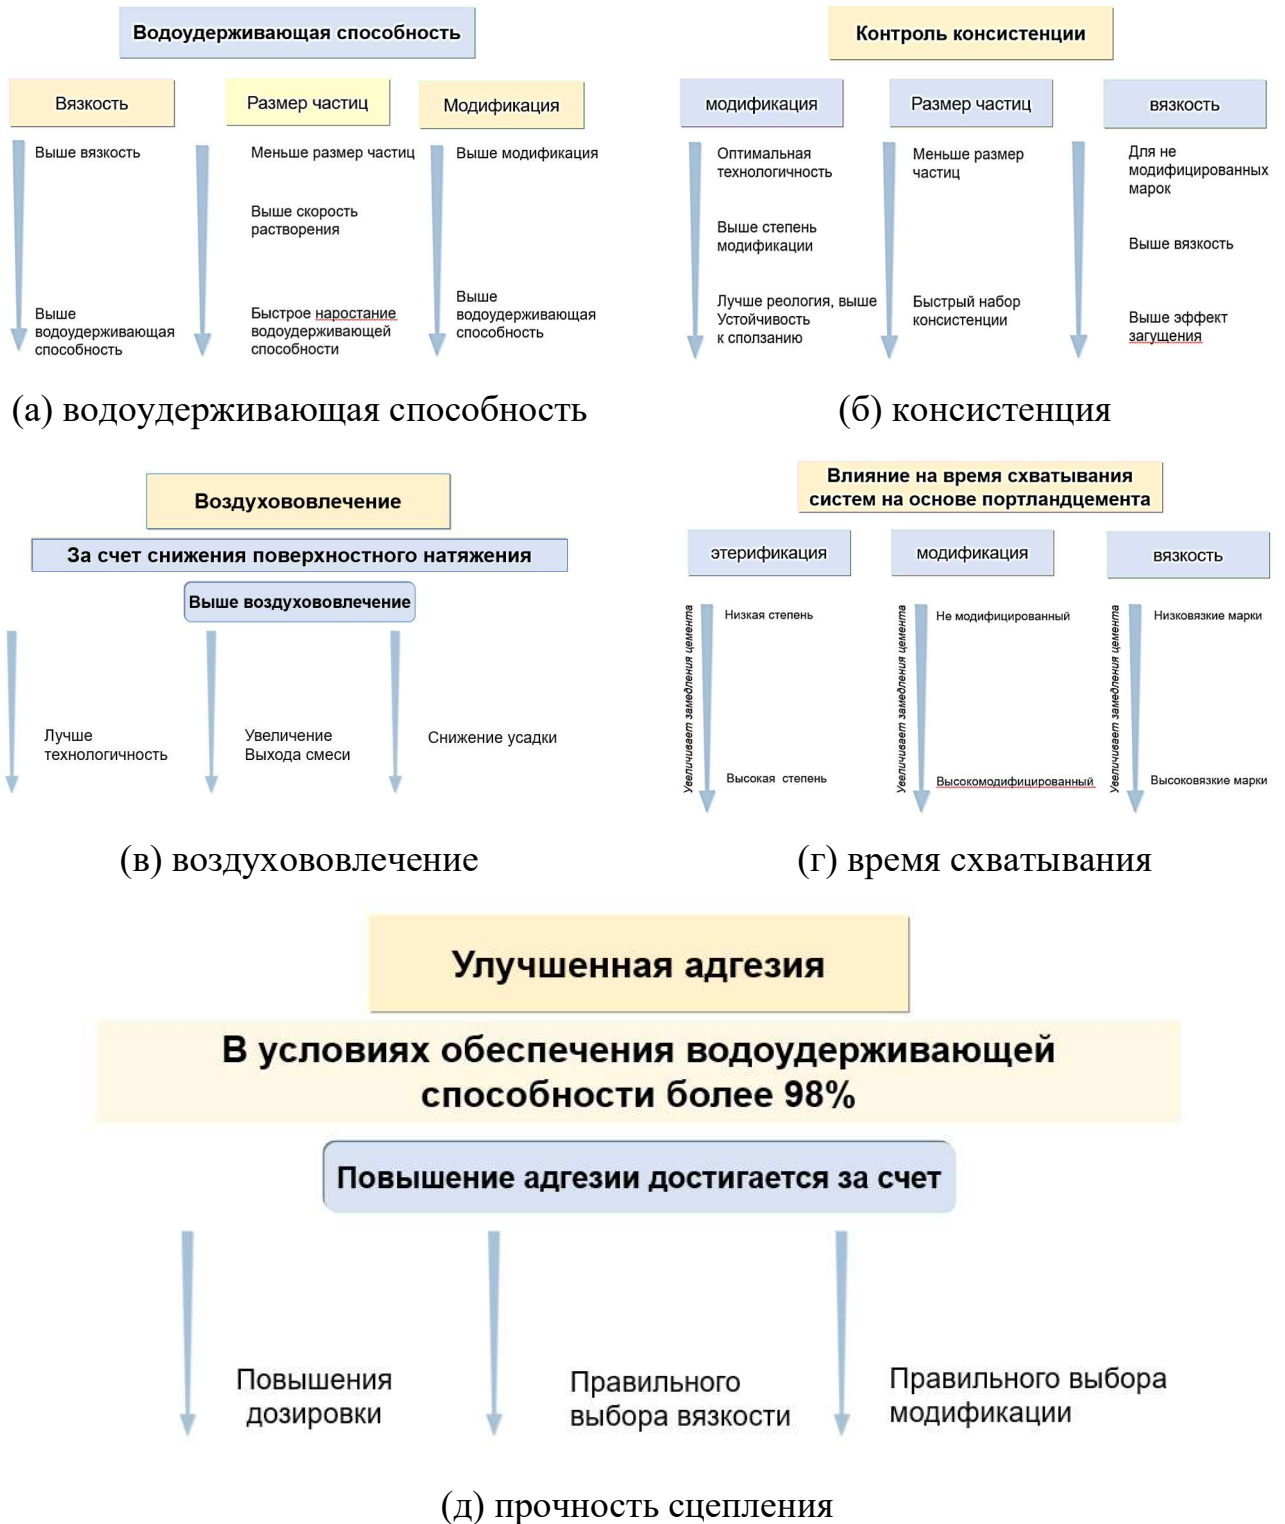 Водоудерживающая способность
Вязкость
Выше вязкость
Выше
водоудерживающая
способность
Размер частиц
Меньше размер частиц
Выше скорость
растворения
Быстрое наростание
водоудерживающей
способности
Модификация
Выше модификация
Выше
водоудерживающая
способность
(а) водоудерживающая способность
Контроль консистенции
модификация
Оптимальная
технологичность
Выше степень
модификации
Лучше реология, выше
Устойчивость
к сползанию
Размер частиц
Меньше размер
частиц
Быстрый набор
консистенции
вязкость
Для не
модифицированных
марок
Выше вязкость
Выше эффект
загущения
(б) консистенция
Воздухововлечение
За счет снижения поверхностного натяжения
Выше воздухововлечение
Лучше
технологичность
Увеличение
Выхода смеси
Снижение усадки
(в) воздухововлечение
Влияние на время схватывания
систем на основе портландцемента
этерификация
Увеличивает замедления цемента
Низкая степень
Высокая степень
модификация
Увеличивает замедления цемента
Не модифицированный
Высокомодифицированный
вязкость
Увеличивает замедления цемента
Низковязкие марки
Высоковязкие марки
(г) время схватывания
Улучшенная адгезия
В условиях обеспечения водоудерживающей
способности более 98%
Повышение адгезии достигается за счет
Повышения
дозировки
Правильного
выбора вязкости
Правильного выбора
модификации
(д) прочность сцепления